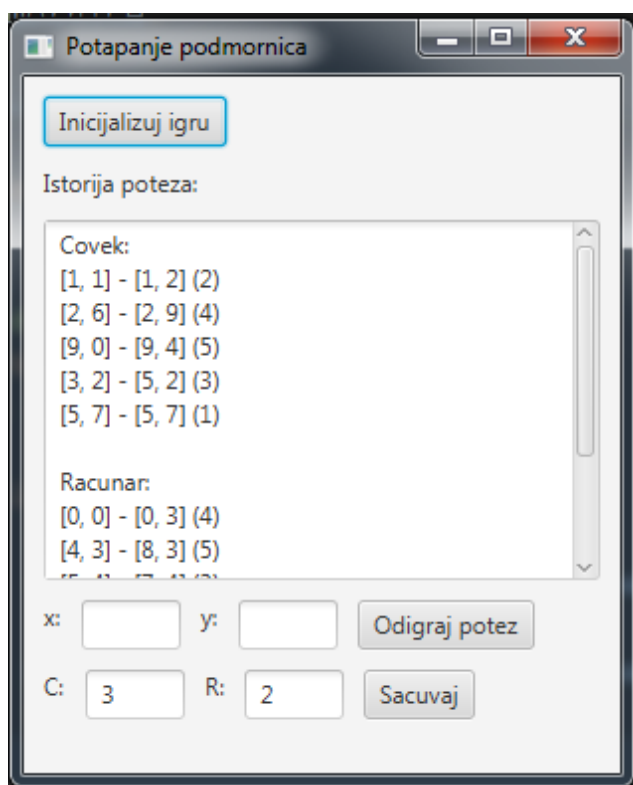 Potapanje podmornica
Inicijalizuj igru
Istorija poteza:
Covek:
[1, 1] - [1, 2] (2)
[2, 6] - [2, 9] (4)
[9, 0] - [9, 4] (5)
[3, 2] - [5, 2] (3)
[5, 7] - [5, 7] (1)
Racunar:
[0, 0] - [0, 3] (4)
[4, 3] - [8, 3] (5)
x: y: Odigraj potez
C: 3 R: 2 Sacuvaj